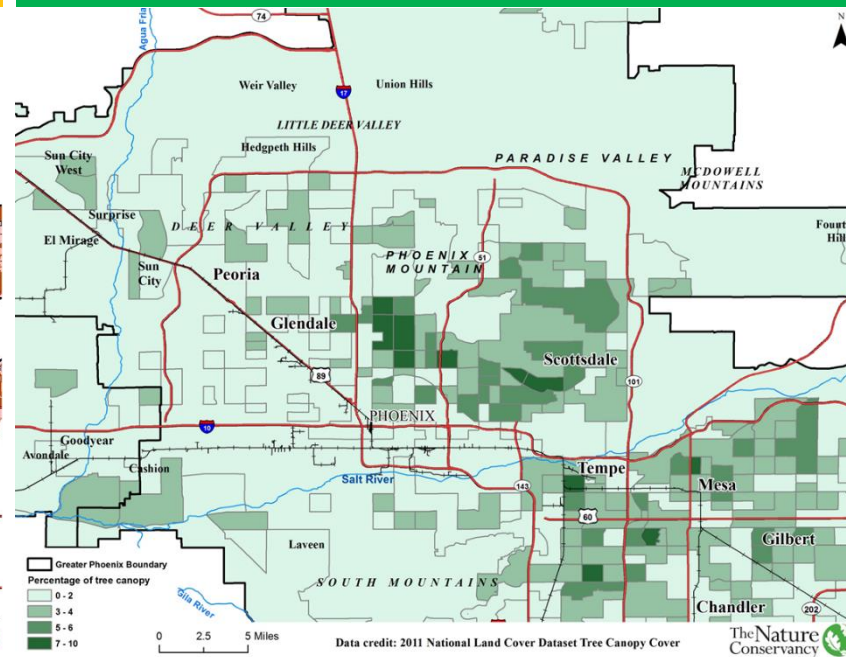 N
74
Agua Fria
Weir Valley
Union Hills
17
LITTLE DEER VALLEY
Hedgpeth Hills
PARADISE VALLEY
MCDOWELL
MOUNTAINS
Sun City
West
Surprise
DEER VALLEY
El Mirage
Sun
City
Peoria
PHOENIX
MOUNTAIN
51
Glendale
Scottsdale
89
101
PHOENIX
10
Goodyear
Avondale
Cashion
Tempe
Salt River
143
Mesa
60
Laveen
Gilbert
SOUTH MOUNTAINS
Chandler
202
Gila River
Greater Phoenix Boundary
Percentage of tree canopy
0 - 2
3 - 4
5 - 6
7 - 10
0 2.5 5 Miles
Data credit: 2011 National Land Cover Dataset Tree Canopy Cover
The Nature
Conservancy